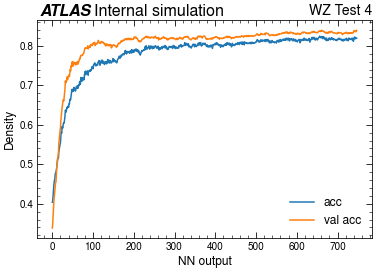 ATLAS Internal simulation WZ Test 4
0.8
0.7
0.6
0.5
0.4
Density
acc
val acc
0 100 200 300 400 500 600 700
NN output